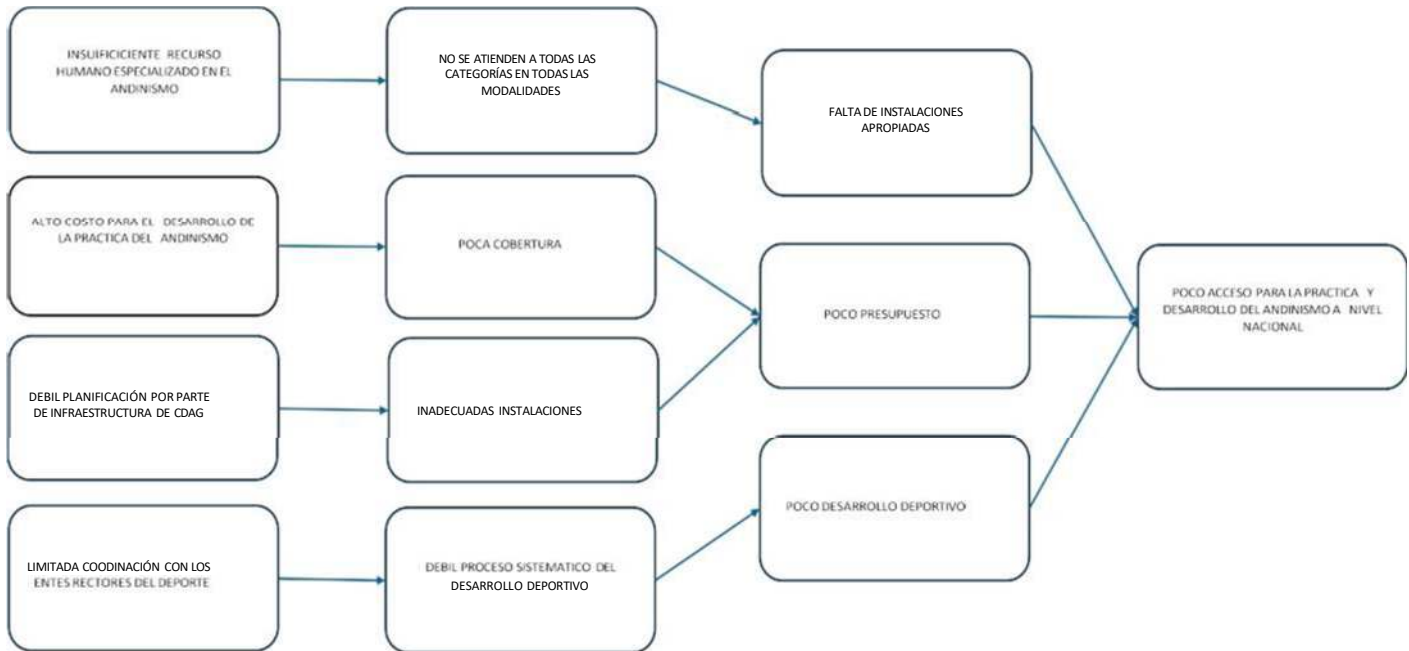 INSUIFICIENTE RECURSO
HUMANO ESPECIALIZADO EN EL
ANDINISMO
NO SE ATIENDEN A TODAS LAS
CATEGORÍAS EN TODAS LAS
MODALIDADES
FALTA DE INSTALACIONES
APROPIADAS
ALTO COSTO PARA EL DESARROLLO DE
LA PRACTICA DEL ANDINISMO
POCA COBERTURA
POCO PRESUPUESTO
POCO ACCESO PARA LA PRACTICA Y
DESARROLLO DEL ANDINISMO A NIVEL
NACIONAL
DEBIL PLANIFICACIÓN POR PARTE
DE INFRAESTRUCTURA DE CDAG
INADECUADAS INSTALACIONES
POCO DESARROLLO DEPORTIVO
LIMITADA COODINACIÓN CON LOS
ENTES RECTORES DEL DEPORTE
DEBIL PROCESO SISTEMATICO DEL
DESARROLLO DEPORTIVO